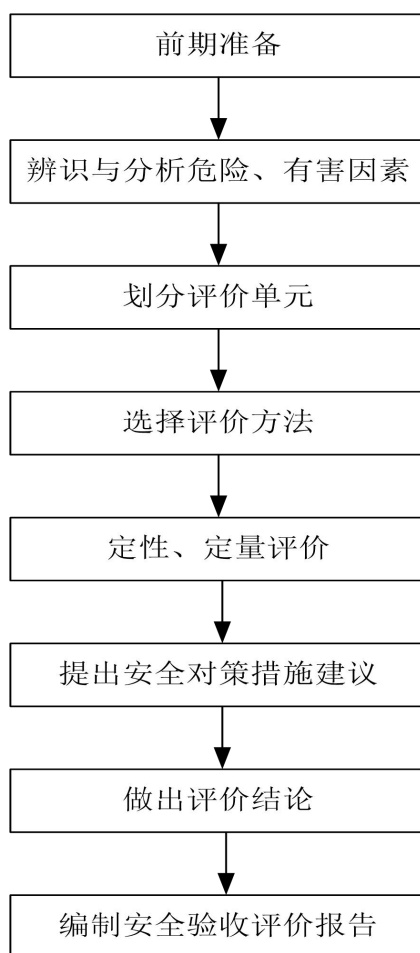 前期准备
辨识与分析危险、有害因素
划分评价单元
选择评价方法
定性、定量评价
提出安全对策措施建议
做出评价结论
编制安全验收评价报告